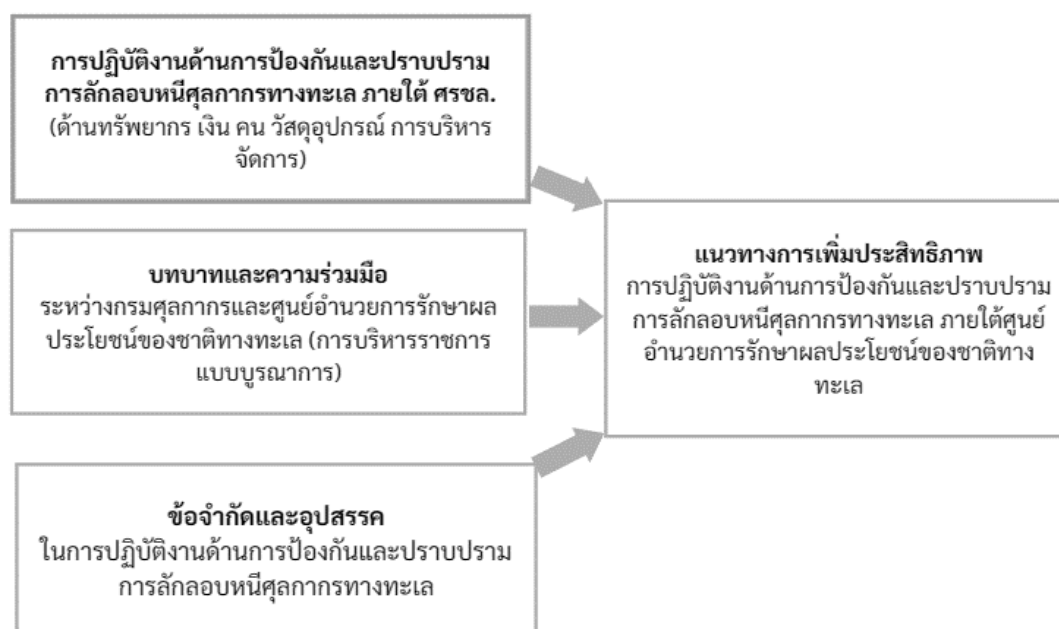 การปฏิบัติงานด้านการป้องกันและปราบปราม
การลักลอบหนีศุลกากรทางทะเล ภายใต้ ศรชล.
(ด้านทรัพยากร เงิน คน วัสดุอุปกรณ์ การบริหาร
จัดการ)
บทบาทและความร่วมมือ
ระหว่างกรมศุลกากรและศูนย์อำนวยการรักษาผล
ประโยชน์ของชาติทางทะเล (การบริหารราชการ
แบบบูรณาการ)
ข้อจำกัดและอุปสรรค
ในการปฏิบัติงานด้านการป้องกันและปราบปราม
การลักลอบหนีศุลกากรทางทะเล
แนวทางการเพิ่มประสิทธิภาพ
การปฏิบัติงานด้านการป้องกันและปราบปราม
การลักลอบหนีศุลกากรทางทะเล ภายใต้ศูนย์
อำนวยการรักษาผลประโยชน์ของชาติทาง
ทะเล